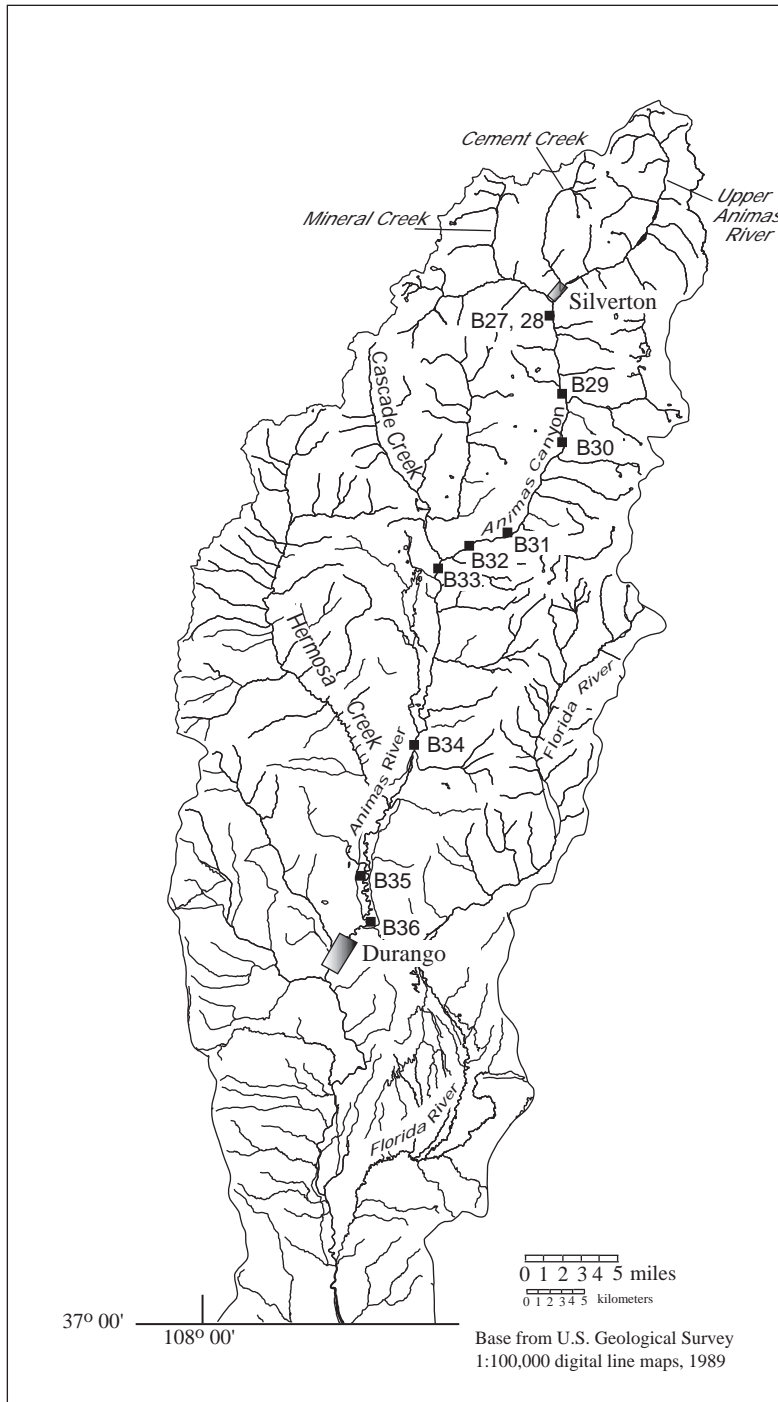 Cement Creek
Mineral Creek
Upper
Animas
River
Silverton
B27, 28
Cascade Creek
B29
Animas Canyon
B30
B31
B32
B33
Hermosa
Creek
Florida River
B34
Animas River
B35
B36
Durango
Florida River
0 1 2 3 4 5 miles
0 1 2 3 4 5 kilometers
37º 00'
108º 00'
Base from U.S. Geological Survey
1:100,000 digital line maps, 1989